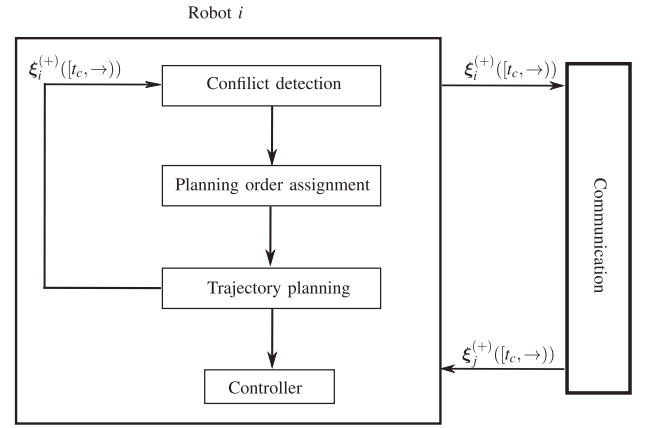 Robot i
ξ_i^{(+)}([t_c, →))
Confilict detection
Planning order assignment
Trajectory planning
Controller
ξ_i^{(+)}([t_c, →))
Communication
ξ_j^{(+)}([t_c, →))